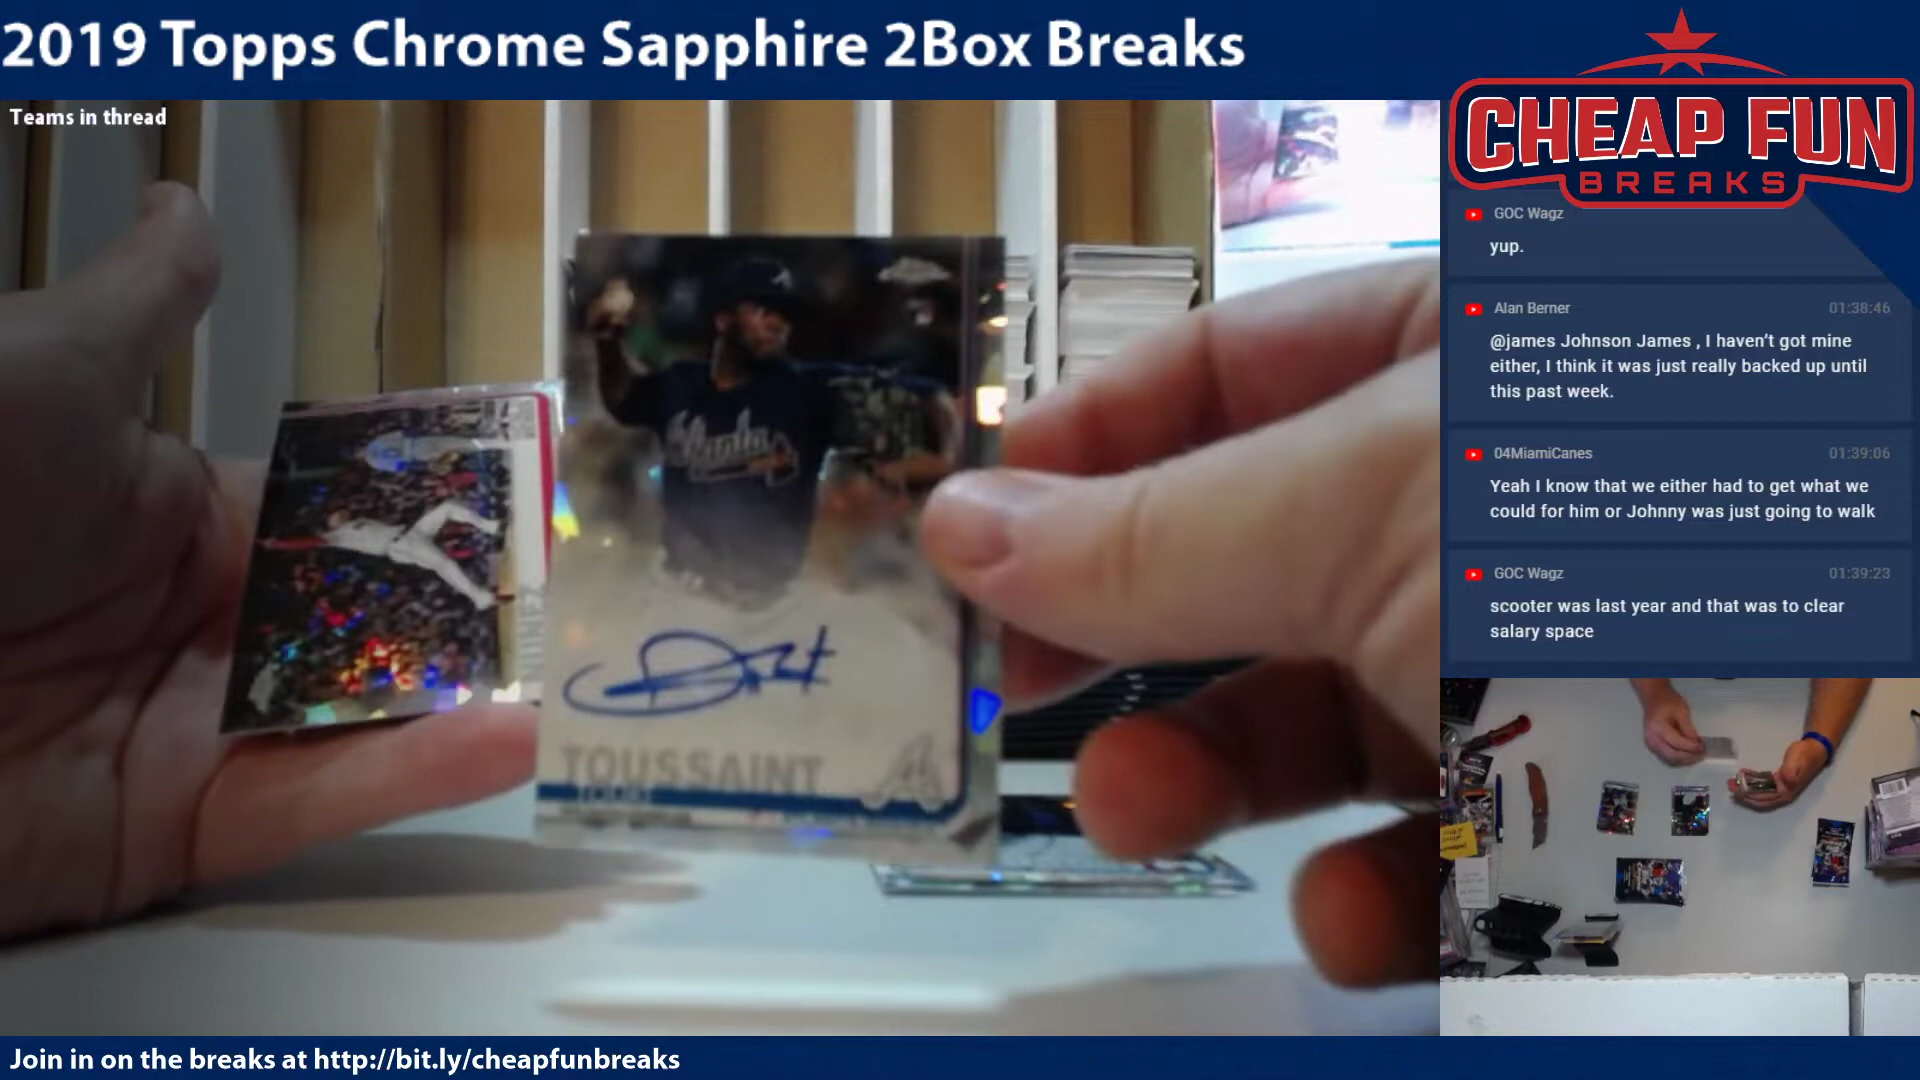 2019 Topps Chrome Sapphire 2Box Breaks
Teams in thread
CHEAP FUN
BREAKS
GOC Wagz
yup.
Alan Berner 01:38:46
@james Johnson James , I haven't got mine
either, I think it was just really backed up until
this past week.
04MiamiCanes 01:39:06
Yeah I know that we either had to get what we
could for him or Johnny was just going to walk
GOC Wagz 01:39:23
scooter was last year and that was to clear
salary space
Atlanta
TOUSSAINT
TOUKI
Join in on the breaks at http://bit.ly/cheapfunbreaks